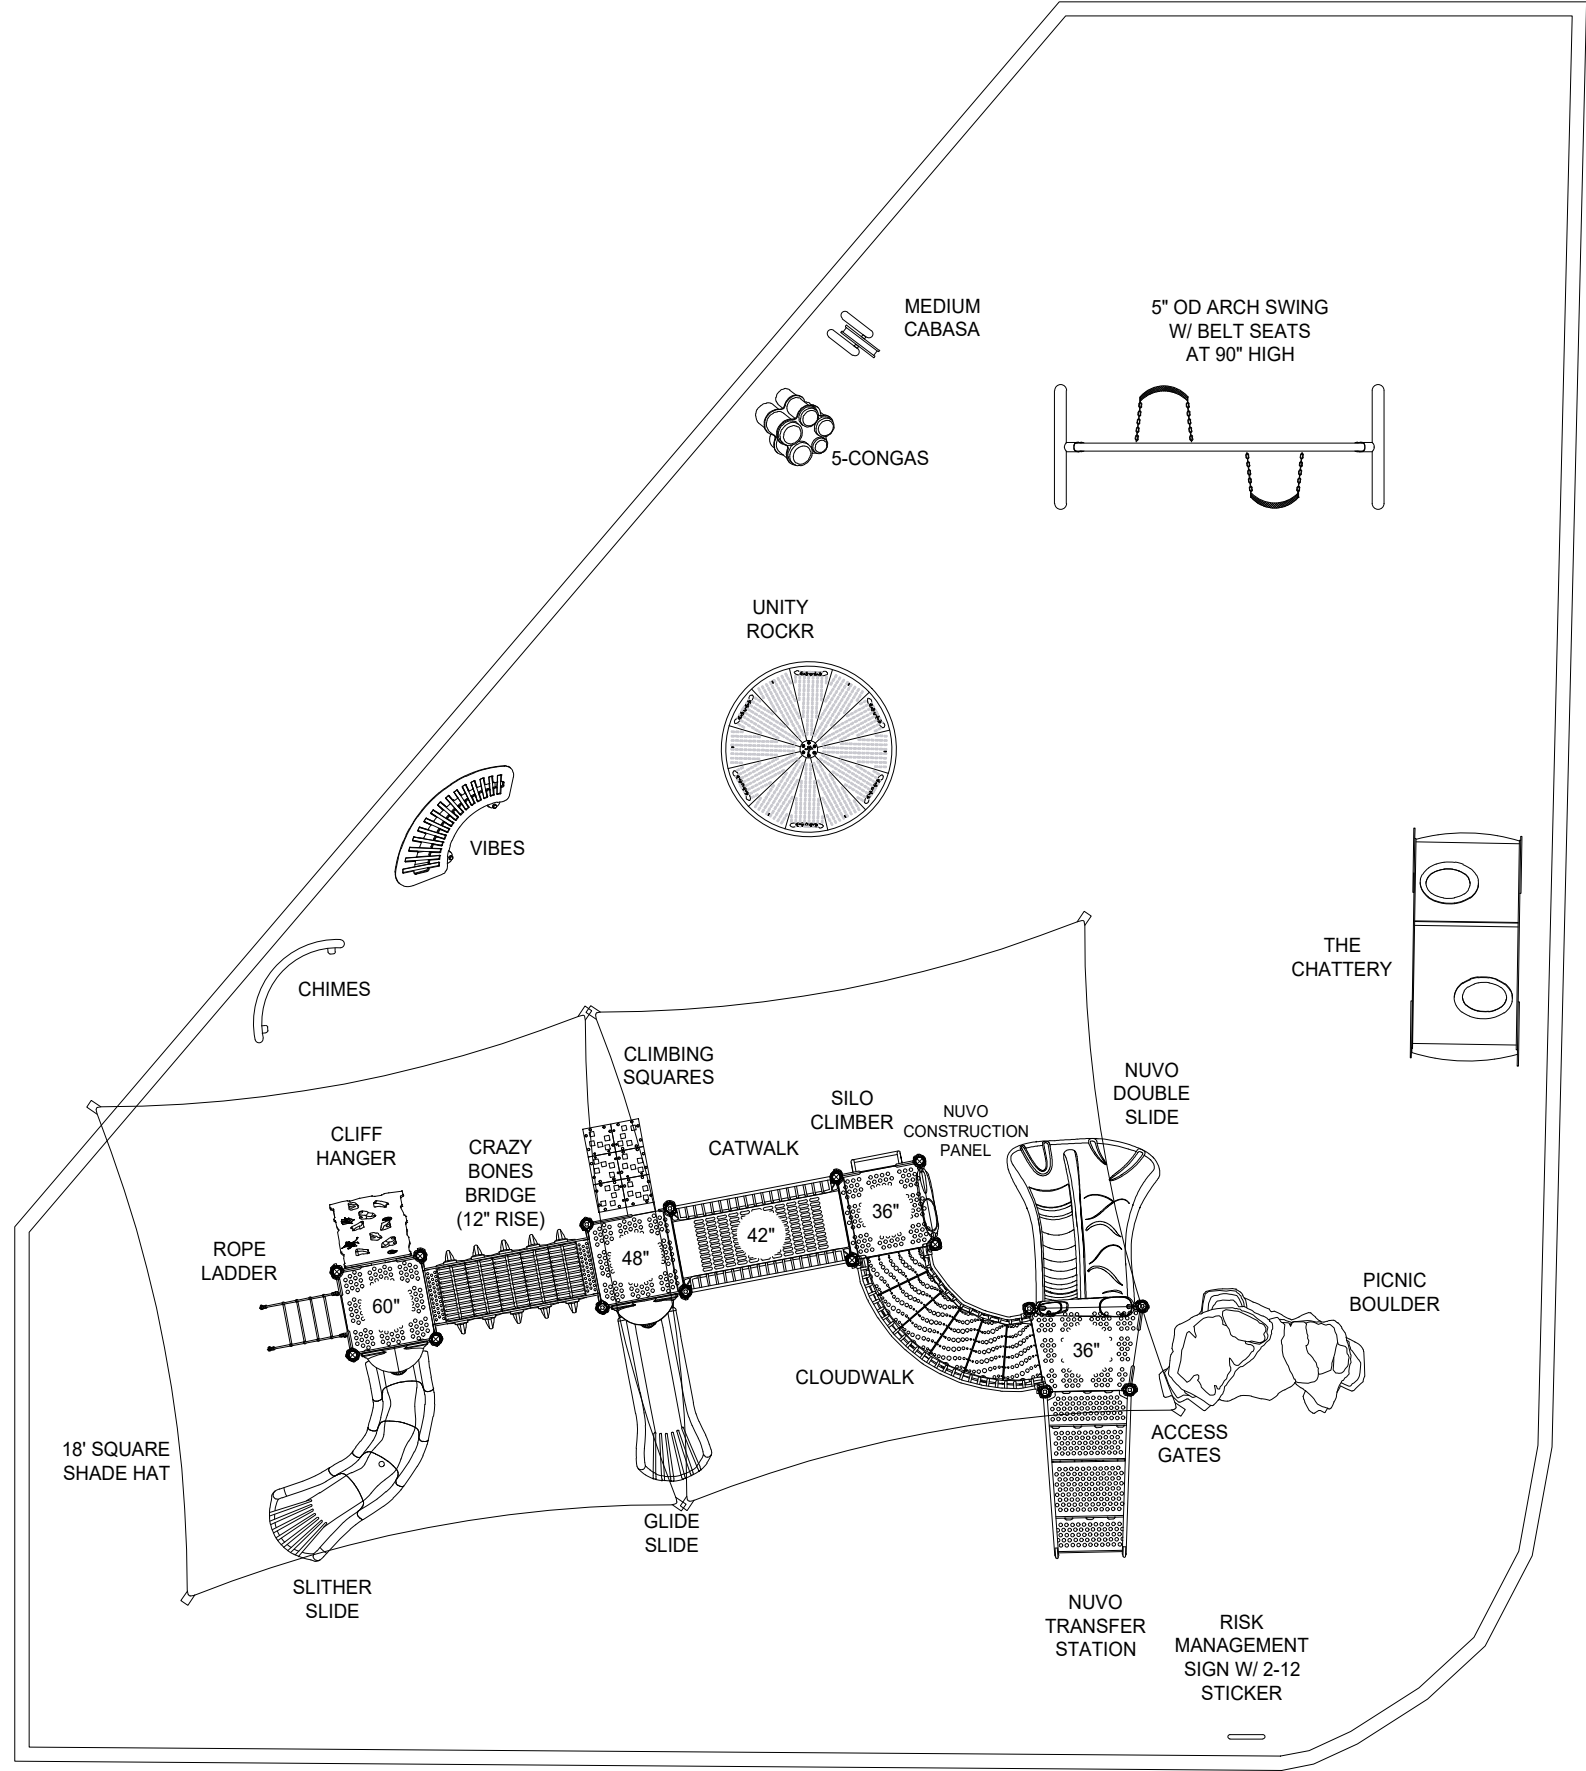 MEDIUM
CABASA
5" OD ARCH SWING
W/ BELT SEATS
AT 90" HIGH
5-CONGAS
UNITY
ROCKR
VIBES
THE
CHATTERY
CHIMES
CLIMBING
SQUARES
NUVO
DOUBLE
SLIDE
SILO
CLIMBER
NUVO
CONSTRUCTION
PANEL
CLIFF
HANGER
CRAZY
BONES
BRIDGE
(12" RISE)
CATWALK
36"
42"
48"
ROPE
LADDER
60"
PICNIC
BOULDER
36"
CLOUDWALK
18' SQUARE
SHADE HAT
ACCESS
GATES
GLIDE
SLIDE
SLITHER
SLIDE
NUVO
TRANSFER
STATION
RISK
MANAGEMENT
SIGN W/ 2-12
STICKER